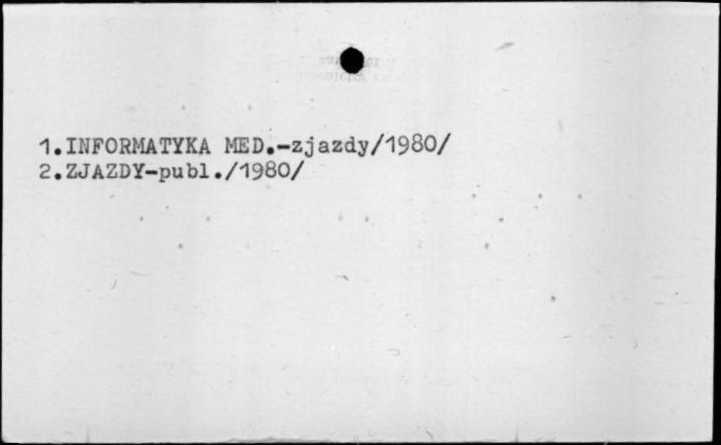 1.INFORMATYKA MED.-zjazdy/1980/
2.ZJAZDY-publ./1980/